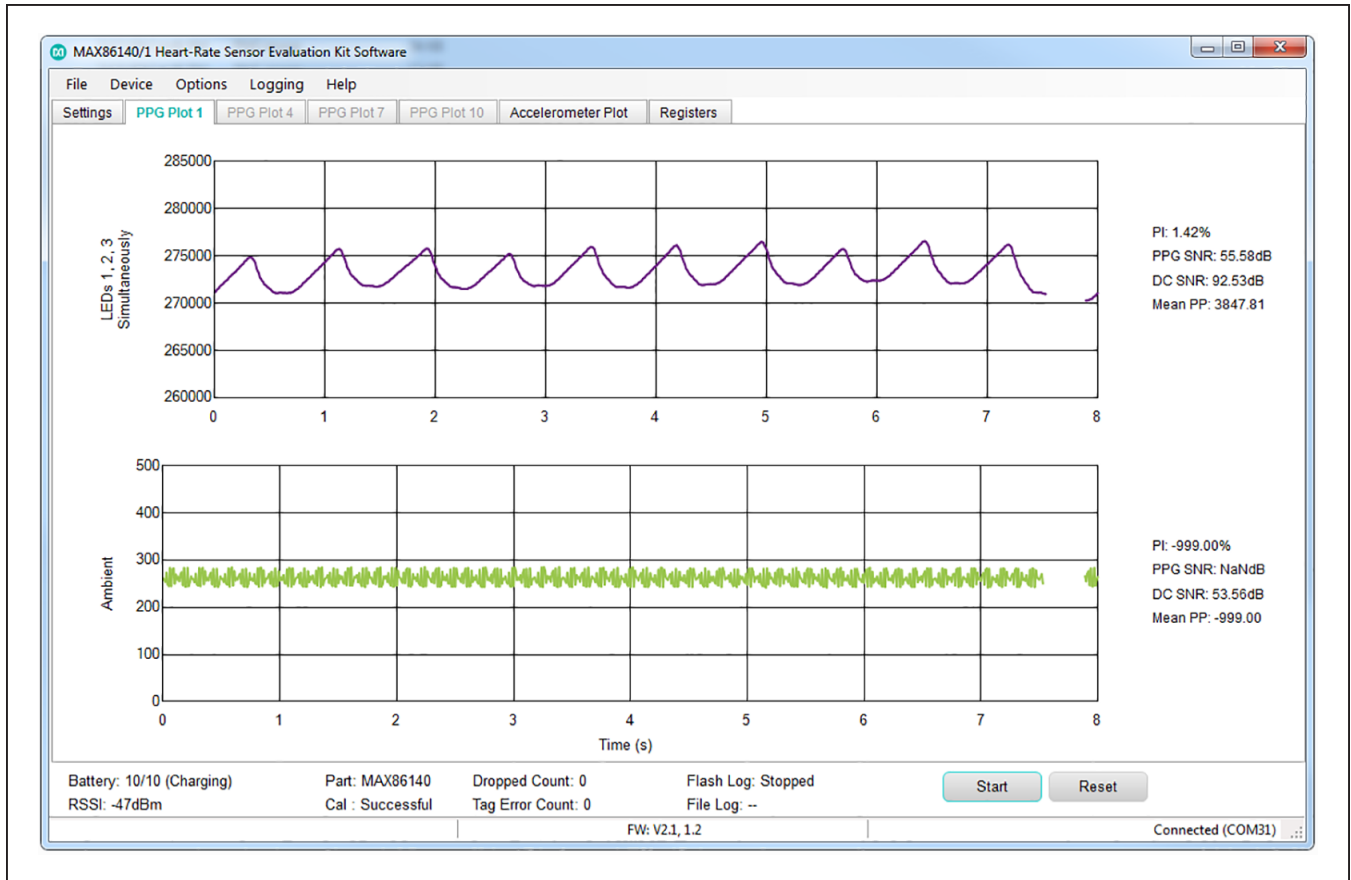 MAX86140/1 Heart-Rate Sensor Evaluation Kit Software
File Device Options Logging Help
Settings PPG Plot 1 PPG Plot 4 PPG Plot 7 PPG Plot 10 Accelerometer Plot Registers
LEDs 1, 2, 3
Simultaneously
285000
280000
275000
270000
265000
260000
0 1 2 3 4 5 6 7 8
PI: 1.42%
PPG SNR: 55.58dB
DC SNR: 92.53dB
Mean PP: 3847.81
Ambient
500
400
300
200
100
0
0 1 2 3 4 5 6 7 8
Time (s)
PI: -999.00%
PPG SNR: NaNdB
DC SNR: 53.56dB
Mean PP: -999.00
Battery: 10/10 (Charging) Part: MAX86140 Dropped Count: 0 Flash Log: Stopped Start Reset
RSSI: -47dBm Cal : Successful Tag Error Count: 0 File Log: --
FW: V2.1, 1.2 Connected (COM31)